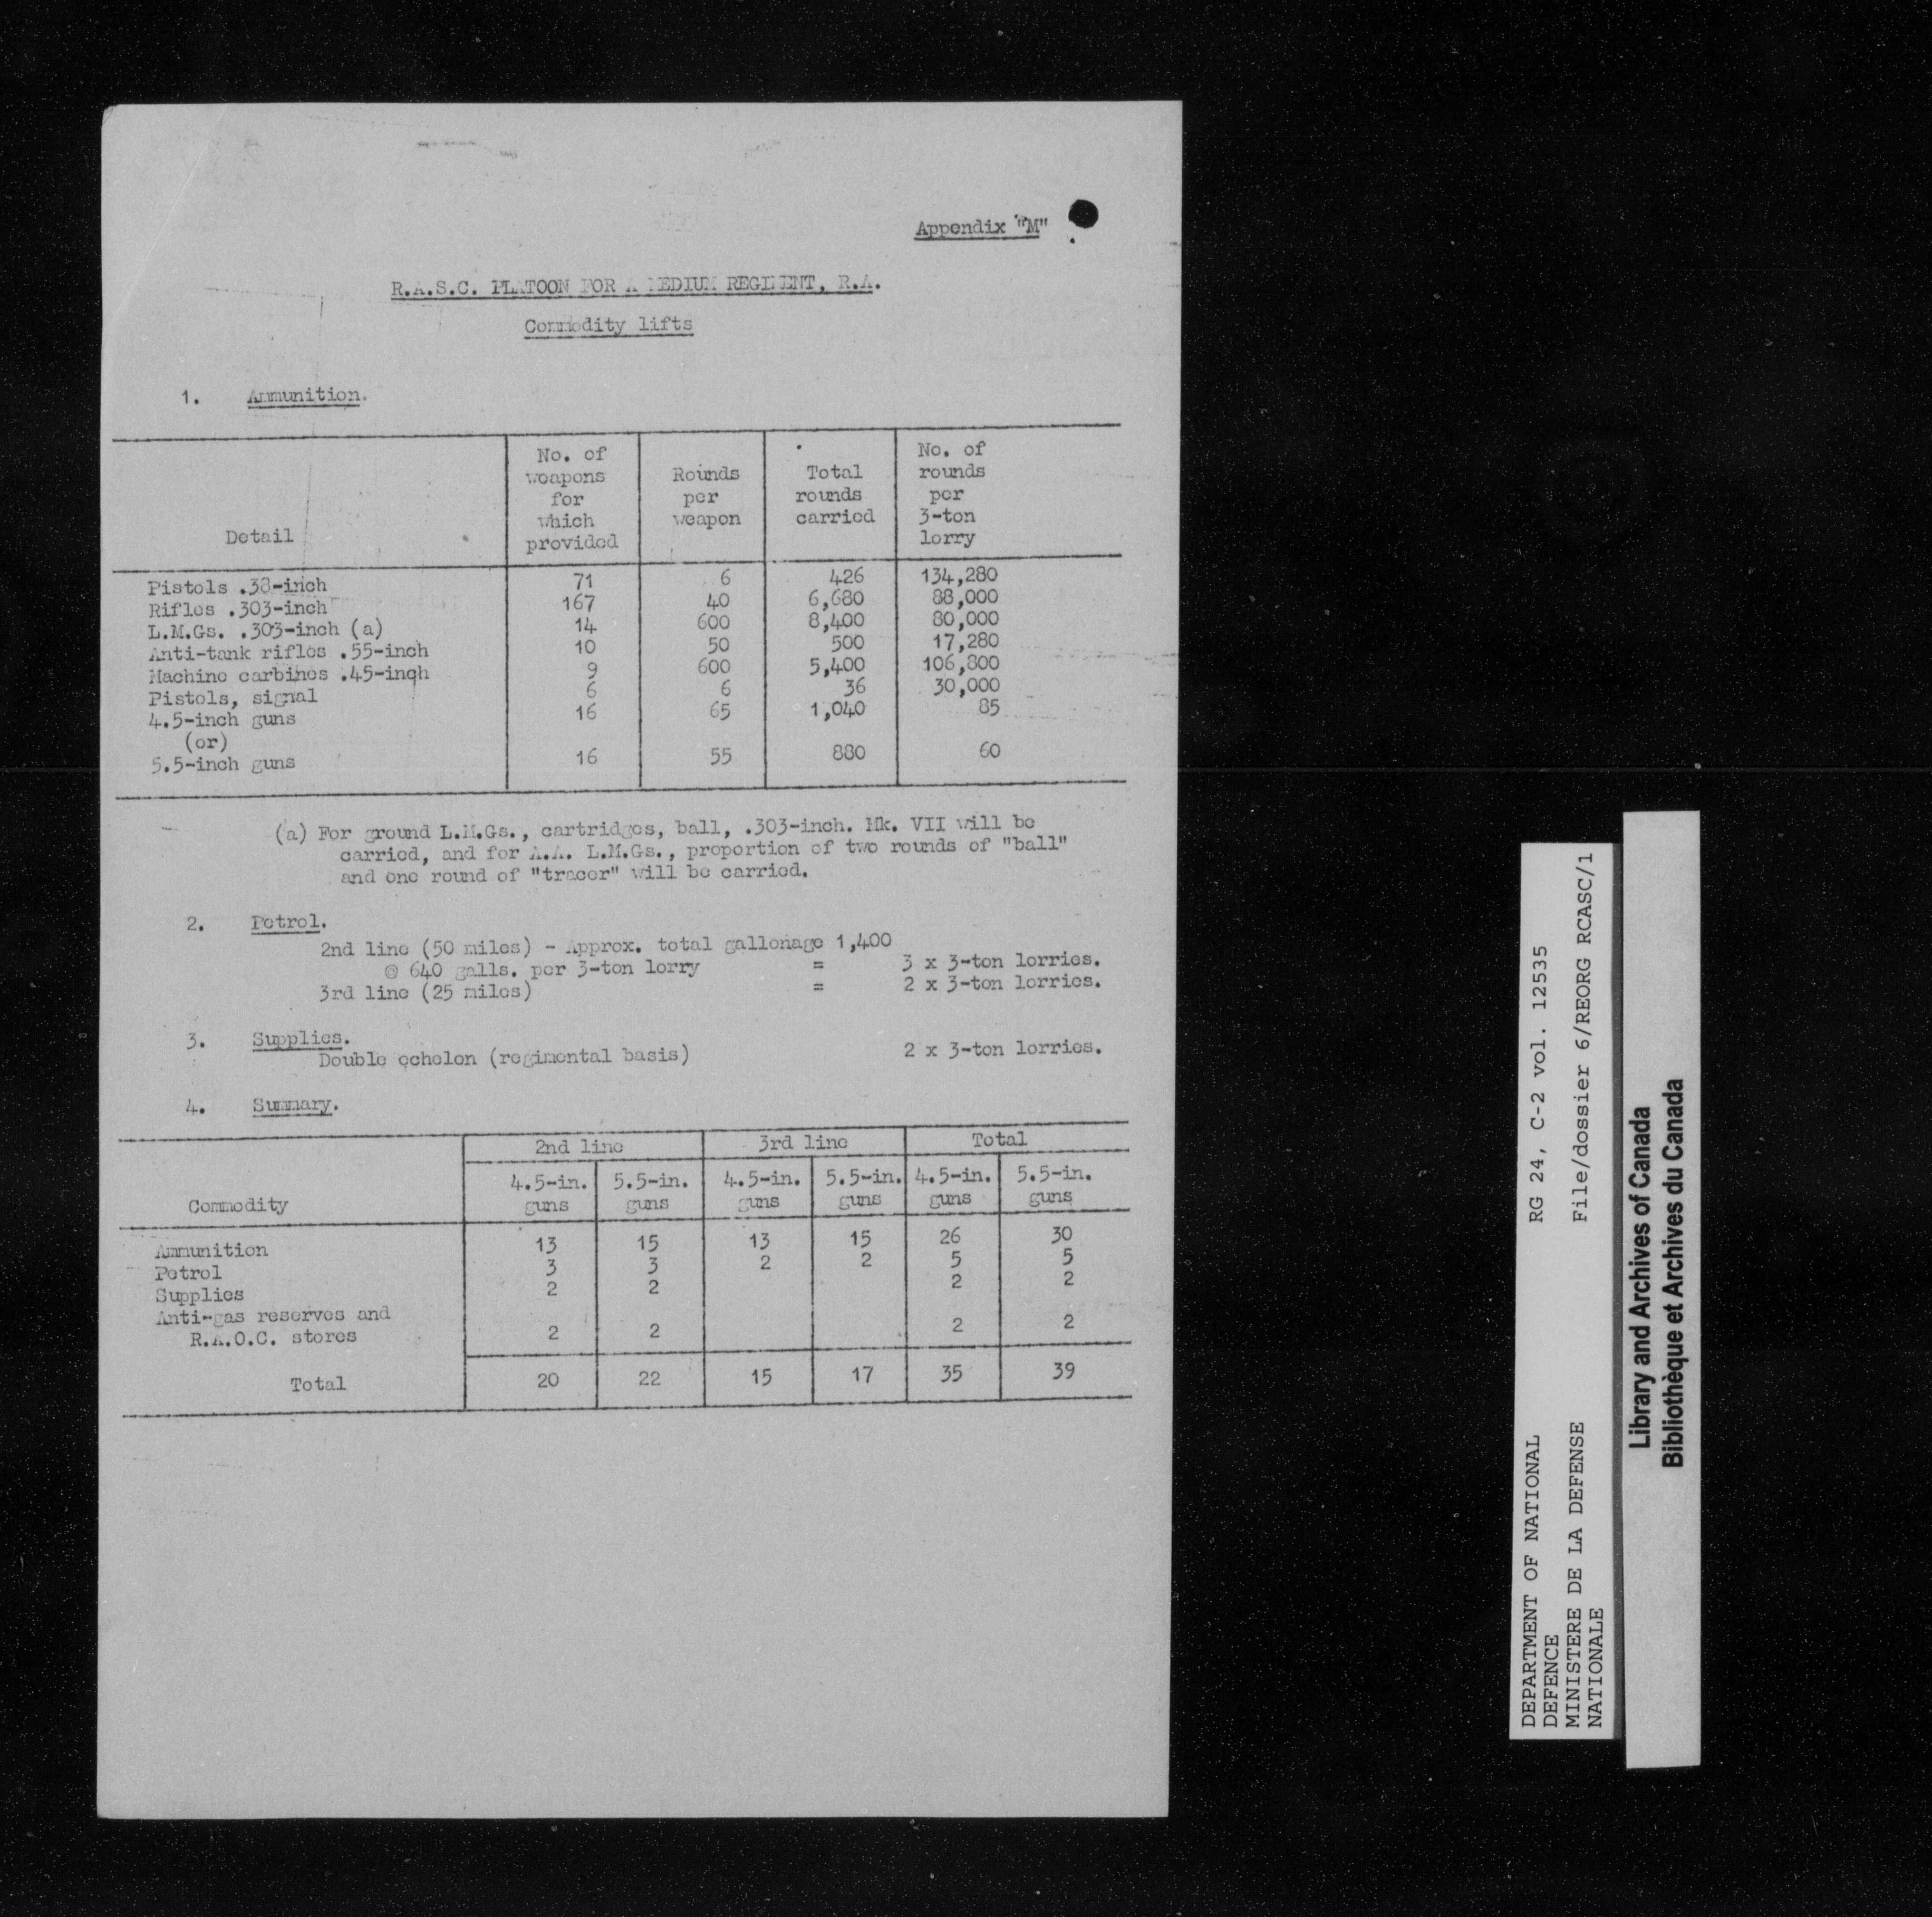 Appendix "M"
R.A.S.C. PLATOON FOR A MEDIUM REGIMENT, R.A.
Commodity lifts
1. Ammunition.
Detail | No. of weapons for which provided | Rounds per weapon | Total rounds carried | No. of rounds per 3-ton lorry
Pistols .38-inch 71 6 426 134,280
Rifles .303-inch 167 40 6,680 88,000
L.M.Gs. .303-inch (a) 14 600 8,400 80,000
Anti-tank rifles .55-inch 10 50 500 17,280
Machine carbines .45-inch 9 600 5,400 106,800
Pistols, signal 6 6 36 30,000
4.5-inch guns 16 65 1,040 85
(or)
5.5-inch guns 16 55 880 60
(a) For ground L.M.Gs., cartridges, ball, .303-inch. Mk. VII will be
carried, and for A.A. L.M.Gs., proportion of two rounds of "ball"
and one round of "tracer" will be carried.
2. Petrol.
2nd line (50 miles) - Approx. total gallonage 1,400
@ 640 galls. per 3-ton lorry = 3 x 3-ton lorries.
3rd line (25 miles) = 2 x 3-ton lorries.
3. Supplies.
Double echelon (regimental basis) 2 x 3-ton lorries.
4. Summary.
Commodity | 2nd line | 3rd line | Total
4.5-in. guns | 5.5-in. guns | 4.5-in. guns | 5.5-in. guns | 4.5-in. guns | 5.5-in. guns
Ammunition 13 15 13 15 26 30
Petrol 3 3 2 2 5 5
Supplies 2 2 2 2
Anti-gas reserves and
R.A.O.C. stores 2 2 2 2
Total 20 22 15 17 35 39
DEPARTMENT OF NATIONAL RG 24, C-2 vol. 12535
DEFENCE
MINISTERE DE LA DEFENSE File/dossier 6/REORG RCASC/1
NATIONALE
Library and Archives of Canada
Bibliothèque et Archives du Canada